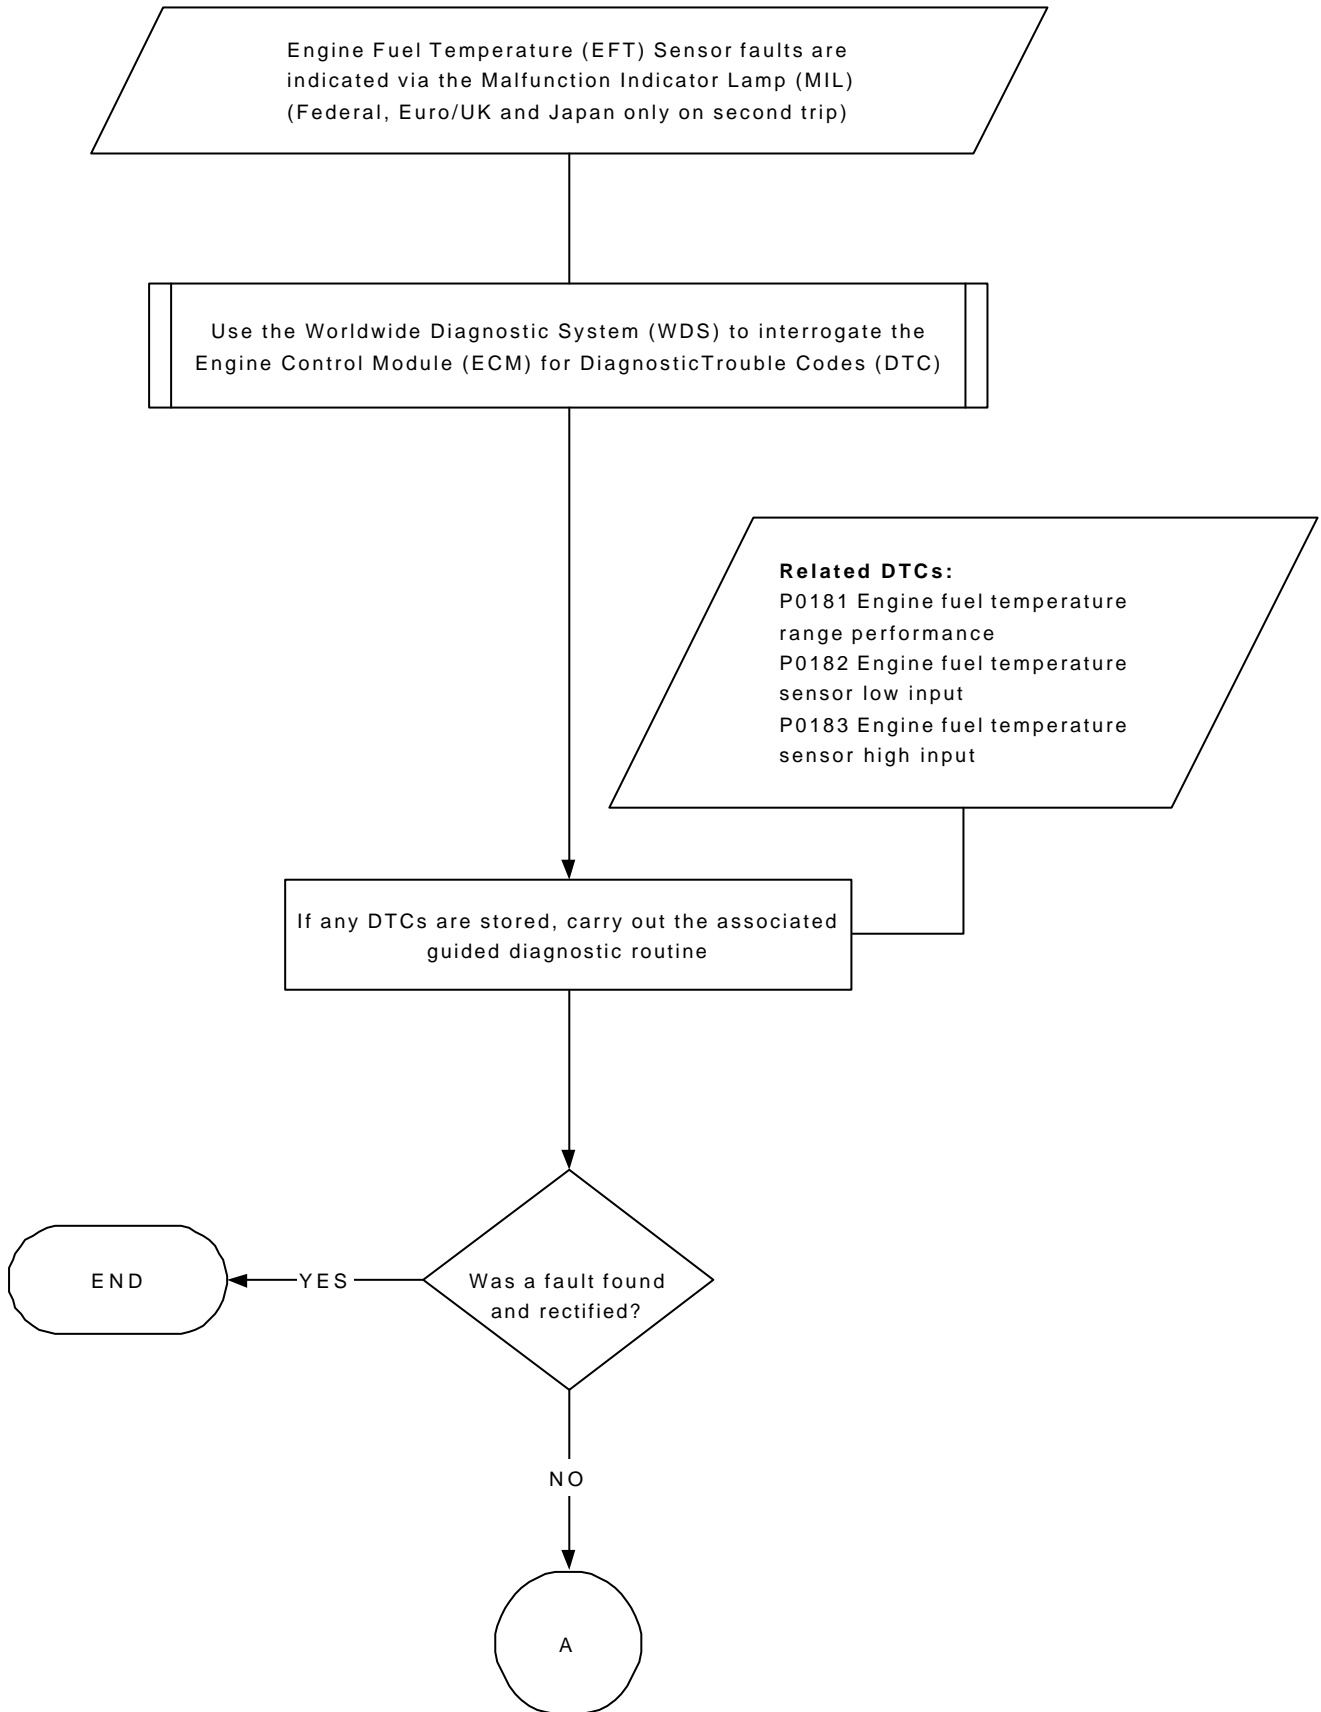 Engine Fuel Temperature (EFT) Sensor faults are
indicated via the Malfunction Indicator Lamp (MIL)
(Federal, Euro/UK and Japan only on second trip)
Use the Worldwide Diagnostic System (WDS) to interrogate the
Engine Control Module (ECM) for DiagnosticTrouble Codes (DTC)
Related DTCs:
P0181 Engine fuel temperature
range performance
P0182 Engine fuel temperature
sensor low input
P0183 Engine fuel temperature
sensor high input
If any DTCs are stored, carry out the associated
guided diagnostic routine
Was a fault found
and rectified?
YES
END
NO
A